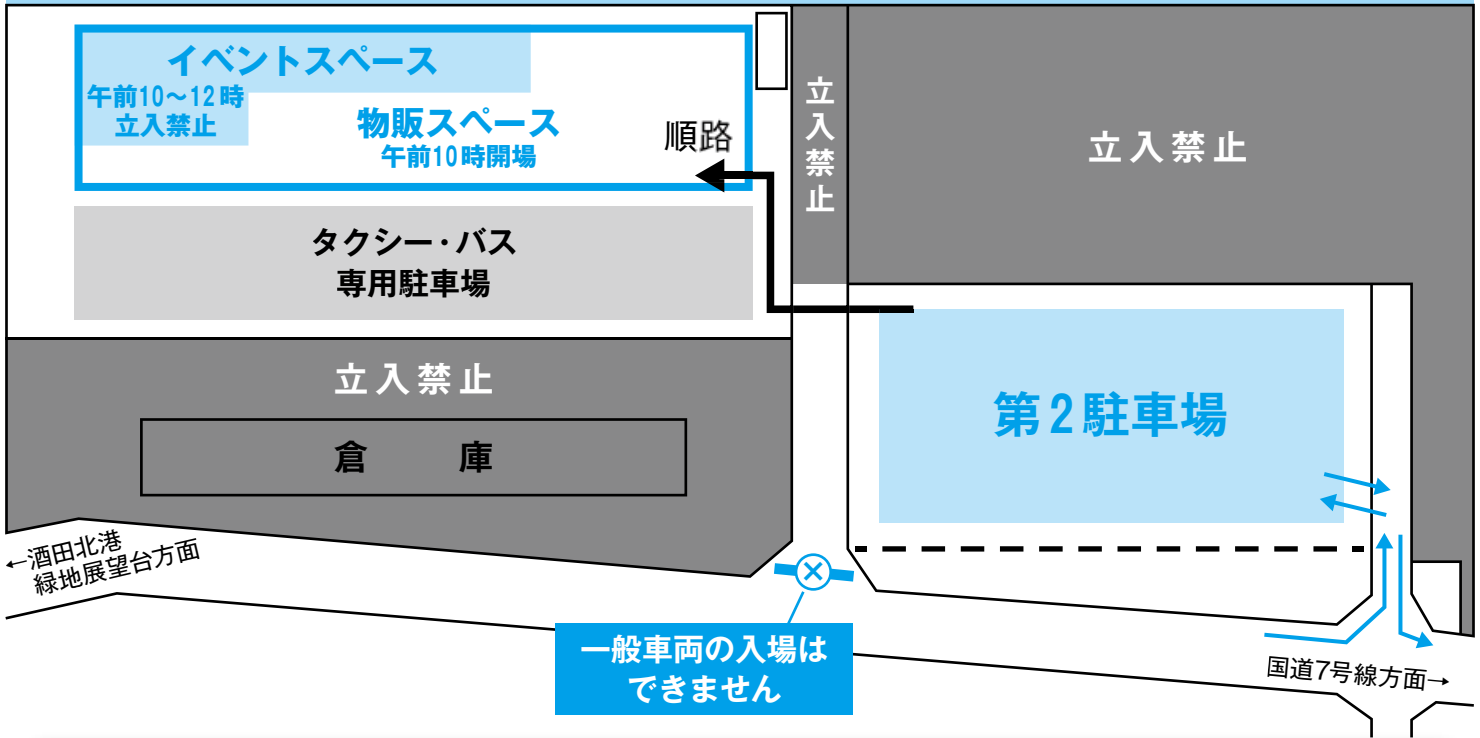 イベントスペース
午前10〜12時
立入禁止
物販スペース
午前10時開場
順路
立入禁止
立入禁止
タクシー・バス
専用駐車場
立入禁止
倉庫
第2駐車場
←酒田北港
緑地展望台方面
一般車両の入場は
できません
国道7号線方面→